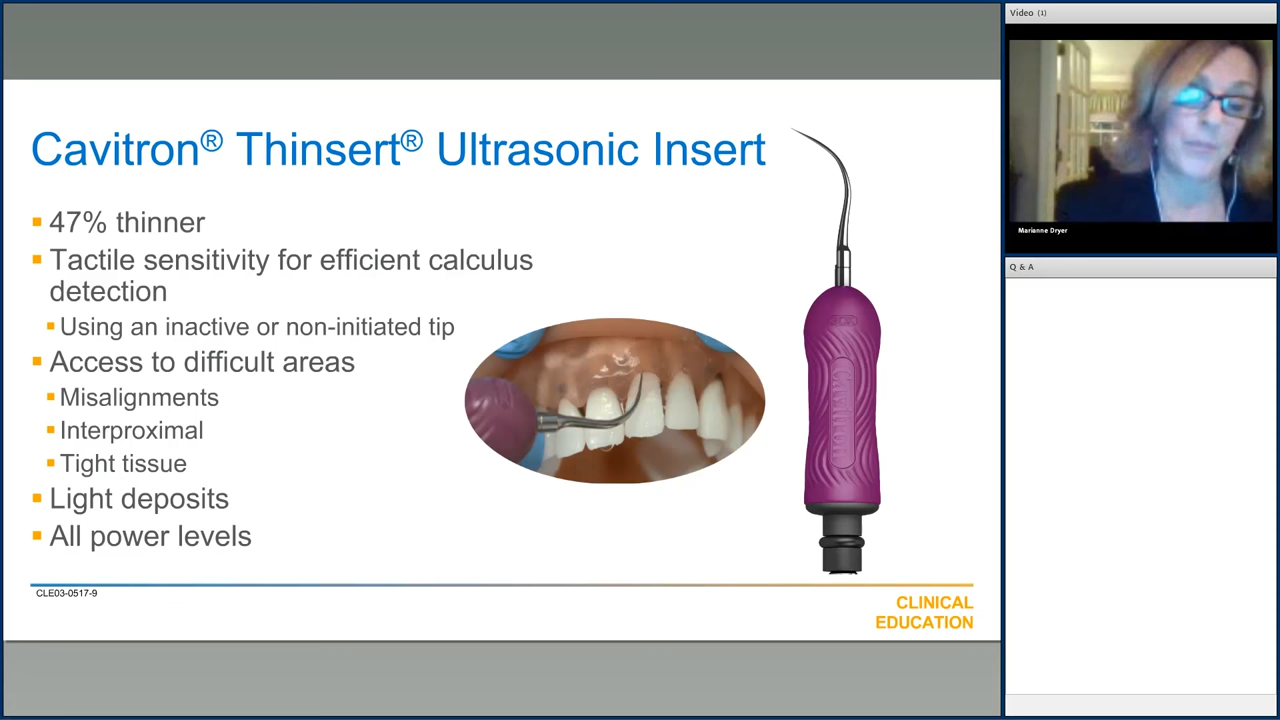 Cavitron® Thinsert® Ultrasonic Insert
▪ 47% thinner
▪ Tactile sensitivity for efficient calculus
detection
▪ Using an inactive or non-initiated tip
▪ Access to difficult areas
▪ Misalignments
▪ Interproximal
▪ Tight tissue
▪ Light deposits
▪ All power levels
Cavitron
CLE03-0517-9
CLINICAL
EDUCATION
Video (1)
Marianne Dryer
Q & A